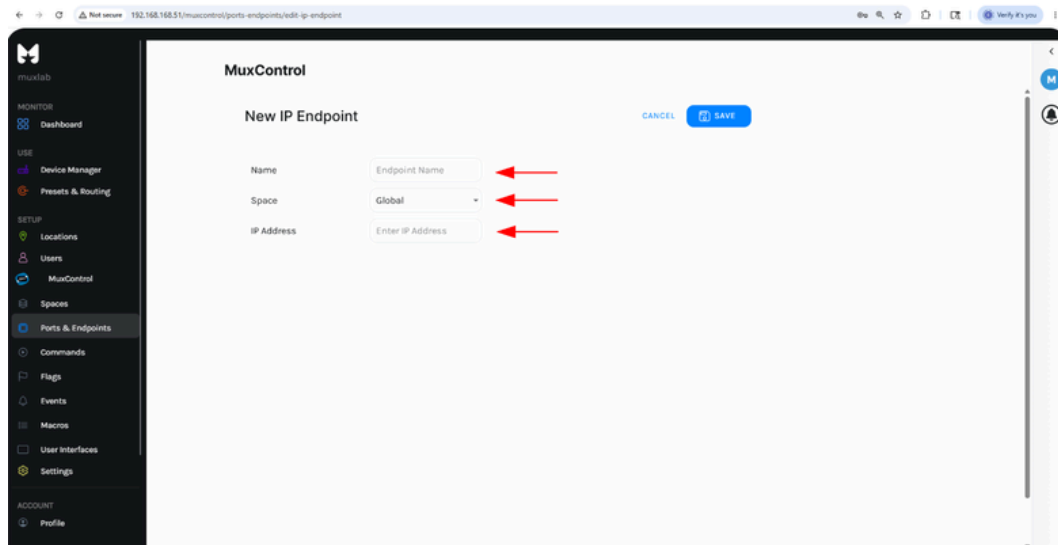 Not secure 192.168.168.51/muxcontrol/ports-endpoints/edit-ip-endpoint
Verify it's you
muxlab
MONITOR
Dashboard
USE
Device Manager
Presets & Routing
SETUP
Locations
Users
MuxControl
Spaces
Ports & Endpoints
Commands
Flags
Events
Macros
User Interfaces
Settings
ACCOUNT
Profile
MuxControl
New IP Endpoint
CANCEL SAVE
Name Endpoint Name
Space Global
IP Address Enter IP Address
M